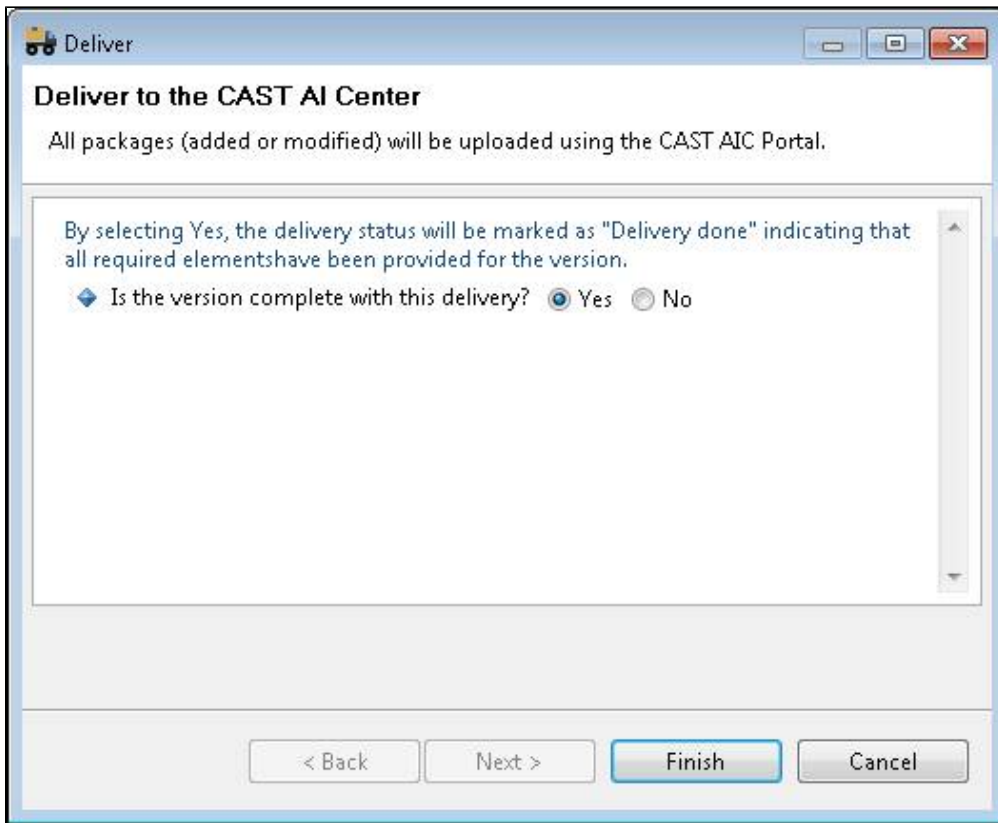 Deliver
Deliver to the CAST AI Center
All packages (added or modified) will be uploaded using the CAST AIC Portal.
By selecting Yes, the delivery status will be marked as "Delivery done" indicating that
all required elementshave been provided for the version.
Is the version complete with this delivery? Yes No
< Back Next > Finish Cancel